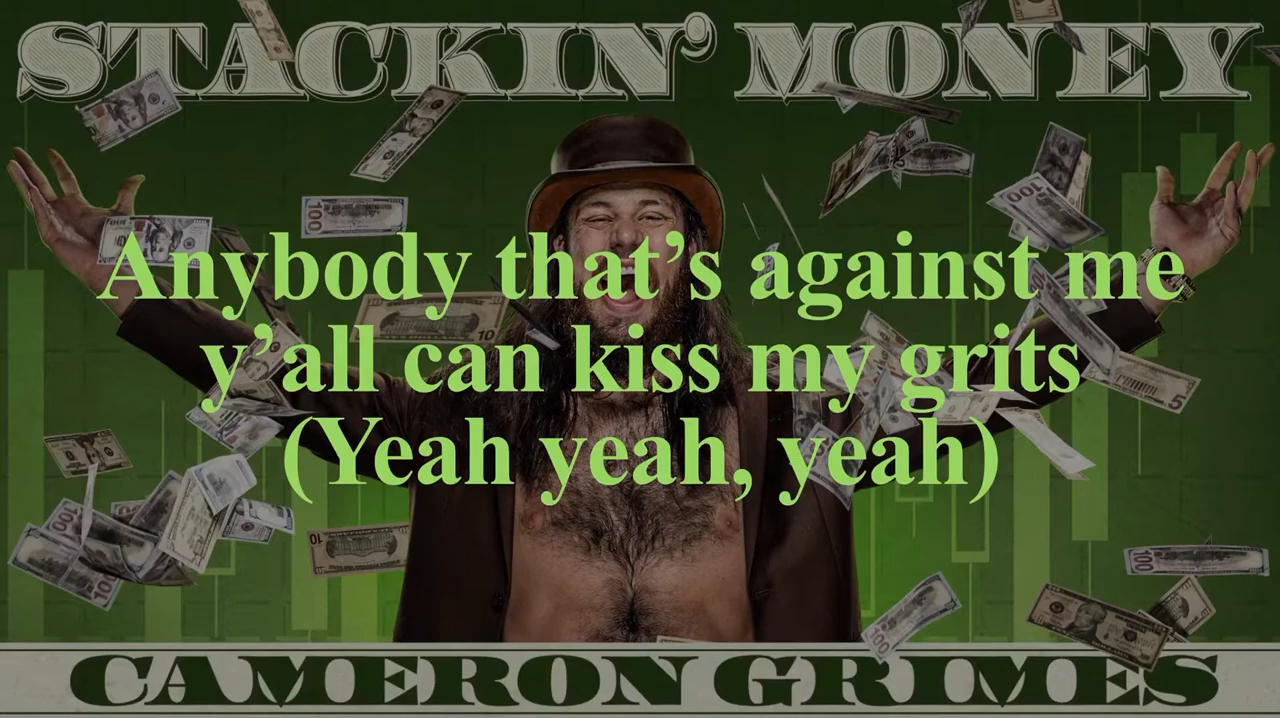 STACKIN' MONEY
Anybody that's against me
y'all can kiss my grits
(Yeah yeah, yeah)
CAMERON GRIMES